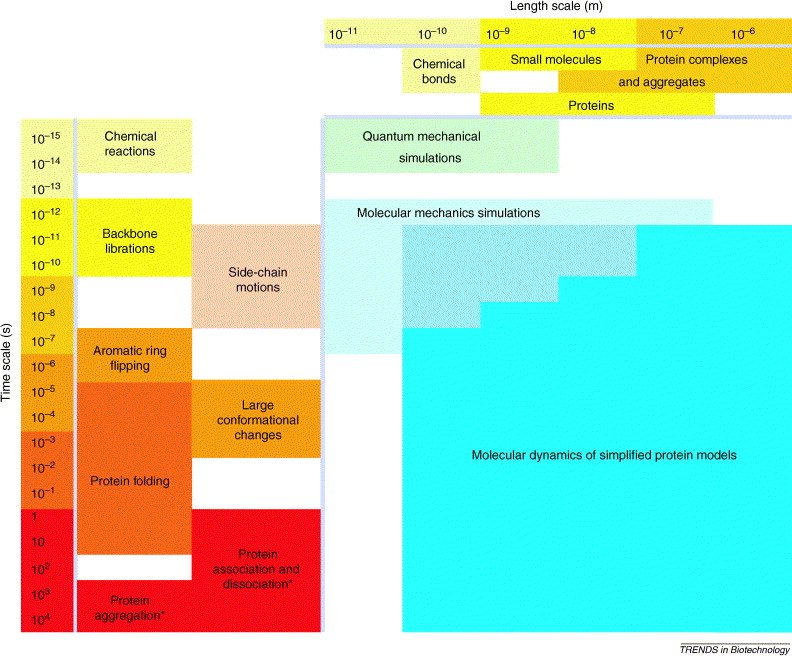 Length scale (m)
10⁻¹¹ 10⁻¹⁰ 10⁻⁹ 10⁻⁸ 10⁻⁷ 10⁻⁶
Chemical
bonds
Small molecules
Protein complexes
and aggregates
Proteins
Time scale (s)
10⁻¹⁵
10⁻¹⁴
10⁻¹³
10⁻¹²
10⁻¹¹
10⁻¹⁰
10⁻⁹
10⁻⁸
10⁻⁷
10⁻⁶
10⁻⁵
10⁻⁴
10⁻³
10⁻²
10⁻¹
1
10
10²
10³
10⁴
Chemical
reactions
Backbone
librations
Side-chain
motions
Aromatic ring
flipping
Large
conformational
changes
Protein folding
Protein
association and
dissociation*
Protein
aggregation*
Quantum mechanical
simulations
Molecular mechanics simulations
Molecular dynamics of simplified protein models
TRENDS in Biotechnology